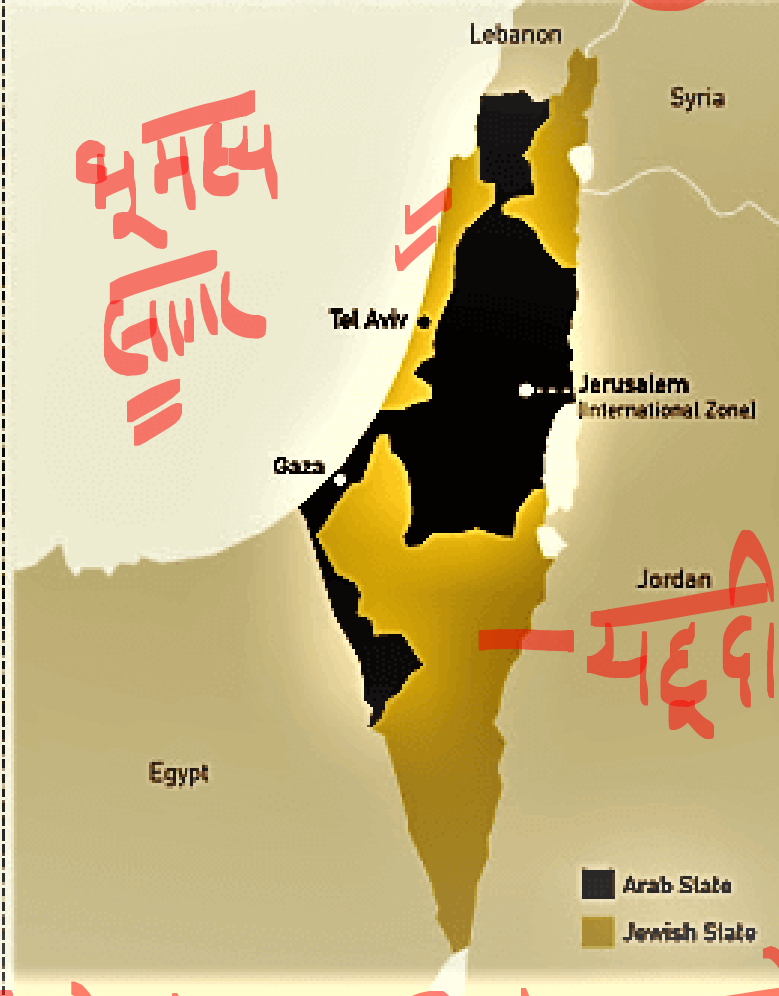 Lebanon
Syria
भूमध्य
सागर
Tel Aviv
Jerusalem
(International Zone)
Gaza
Jordan
यहूदी
Egypt
Arab State
Jewish State